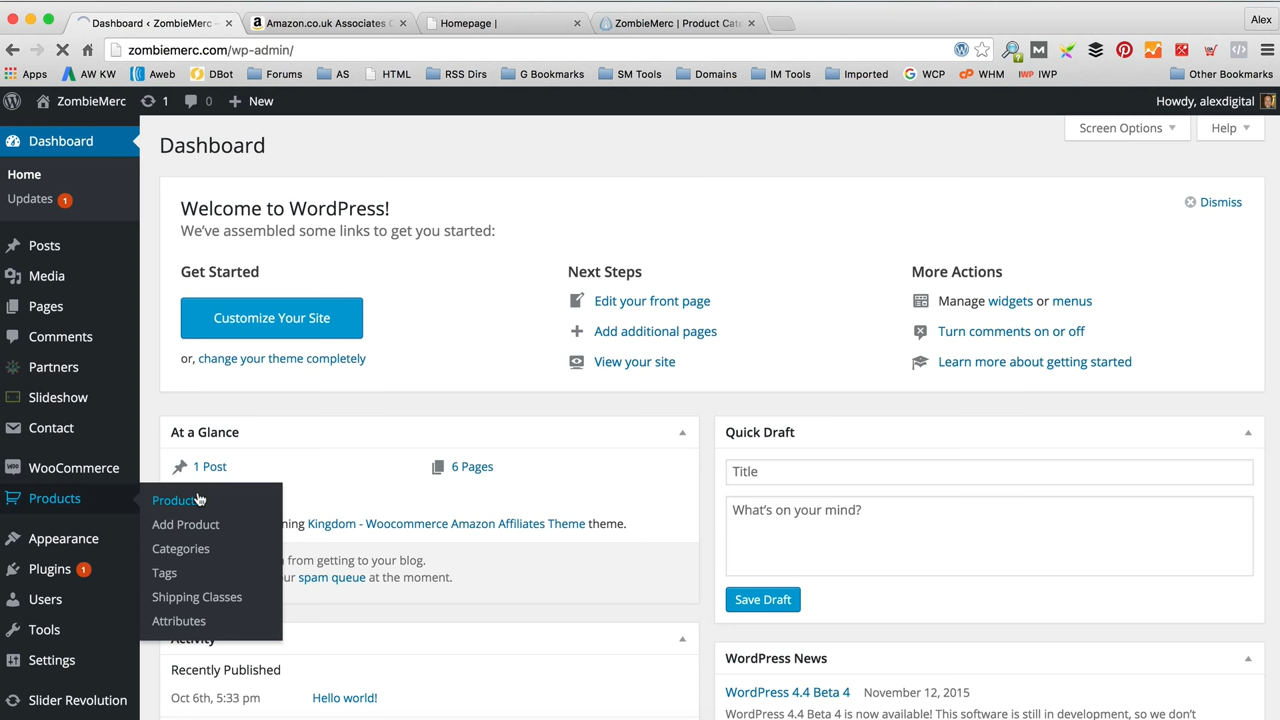 Dashboard ‹ ZombieMerc –
Amazon.co.uk Associates C
Homepage |
ZombieMerc | Product Cat
Alex
zombiemerc.com/wp-admin/
Apps
AW KW
Aweb
DBot
Forums
AS
HTML
RSS Dirs
G Bookmarks
SM Tools
Domains
IM Tools
Imported
WCP
WHM
IWP
Other Bookmarks
ZombieMerc
1
0
New
Howdy, alexdigital
Dashboard
Home
Updates 1
Posts
Media
Pages
Comments
Partners
Slideshow
Contact
WooCommerce
Products
Appearance
Plugins 1
Users
Tools
Settings
Slider Revolution
Products
Add Product
Categories
Tags
Shipping Classes
Attributes
Screen Options
Help
Dashboard
Welcome to WordPress!
We've assembled some links to get you started:
Dismiss
Get Started
Customize Your Site
or, change your theme completely
Next Steps
Edit your front page
Add additional pages
View your site
More Actions
Manage widgets or menus
Turn comments on or off
Learn more about getting started
At a Glance
1 Post
6 Pages
ning Kingdom - Woocommerce Amazon Affiliates Theme theme.
from getting to your blog.
ur spam queue at the moment.
Activity
Recently Published
Oct 6th, 5:33 pm
Hello world!
Quick Draft
Title
What's on your mind?
Save Draft
WordPress News
WordPress 4.4 Beta 4 November 12, 2015
WordPress 4.4 Beta 4 is now available! This software is still in development, so we don't